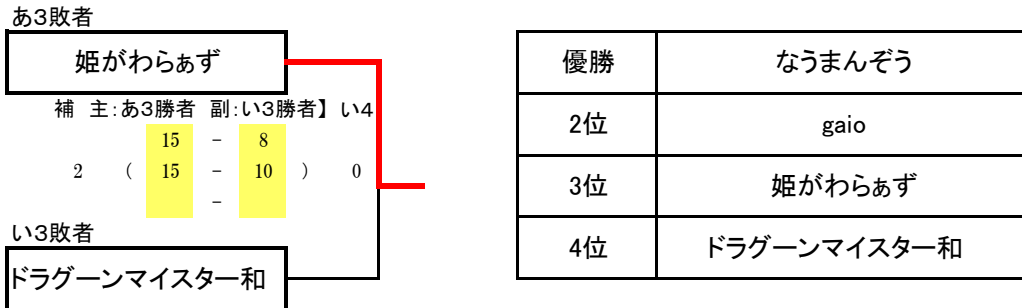 あ3敗者
姫がわらぁず
補 主:あ3勝者 副:い3勝者】 い4
15 - 8
2 ( 15 - 10 ) 0
-
い3敗者
ドラグーンマイスター和
優勝 なうまんぞう
2位 gaio
3位 姫がわらぁず
4位 ドラグーンマイスター和